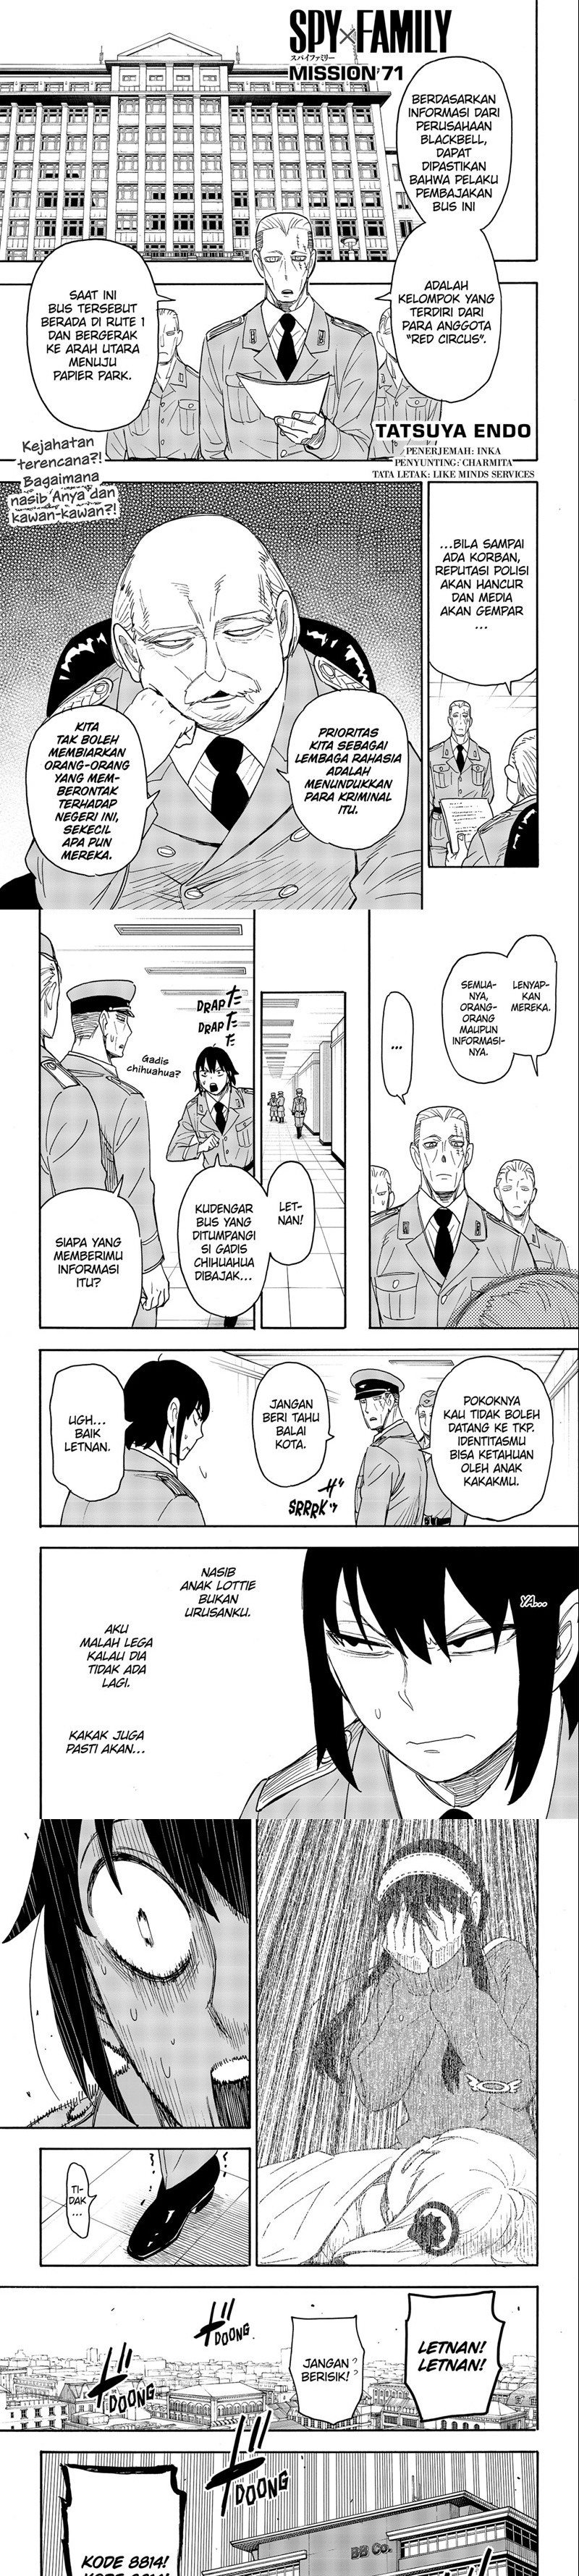 SPY×FAMILY
スパイファミリー
MISSION 71
BERDASARKAN
INFORMASI DARI
PERUSAHAAN
BLACKBELL,
DAPAT
DIPASTIKAN
BAHWA PELAKU
PEMBAJAKAN
BUS INI
ADALAH
KELOMPOK YANG
TERDIRI DARI
PARA ANGGOTA
"RED CIRCUS".
SAAT INI
BUS TERSEBUT
BERADA DI RUTE 1
DAN BERGERAK
KE ARAH UTARA
MENUJU
PAPIER PARK.
TATSUYA ENDO
PENERJEMAH: INKA
PENYUNTING: CHARMITA
TATA LETAK: LIKE MINDS SERVICES
Kejahatan
terencana?!
Bagaimana
nasib Anya dan
kawan-kawan?!
...BILA SAMPAI
ADA KORBAN,
REPUTASI POLISI
AKAN HANCUR
DAN MEDIA
AKAN GEMPAR
...
PRIORITAS
KITA SEBAGAI
LEMBAGA RAHASIA
ADALAH
MENUNDUKKAN
PARA KRIMINAL
ITU.
KITA
TAK BOLEH
MEMBIARKAN
ORANG-ORANG
YANG MEM-
BERONTAK
TERHADAP
NEGERI INI,
SEKECIL
APA PUN
MEREKA.
LENYAP-
KAN
MEREKA.
SEMUA-
NYA,
ORANG-
ORANG
MAUPUN
INFORMASI-
NYA.
...
LET-
NAN!
DRAP
DRAP
タ
タ
タ
KUDENGAR
BUS YANG
DITUMPANGI
SI GADIS
CHIHUAHUA
DIBAJAK...
Gadis
chihuahua?
SIAPA YANG
MEMBERIMU
INFORMASI
ITU?
POKOKNYA
KAU TIDAK BOLEH
DATANG KE TKP.
IDENTITASMU
BISA KETAHUAN
OLEH ANAK
KAKAKMU.
JANGAN
BERI TAHU
BALAI
KOTA.
ザッ
SRRRK
UGH...
BAIK
LETNAN.
YA...
NASIB
ANAK LOTTIE
BUKAN
URUSANKU.
AKU
MALAH LEGA
KALAU DIA
TIDAK ADA
LAGI.
KAKAK JUGA
PASTI AKAN...
TI-
DAK
...
LETNAN!
LETNAN!
JANGAN
BERISIK!
DOONG
DOONG
DOONG
KODE 8814!
BB Co.